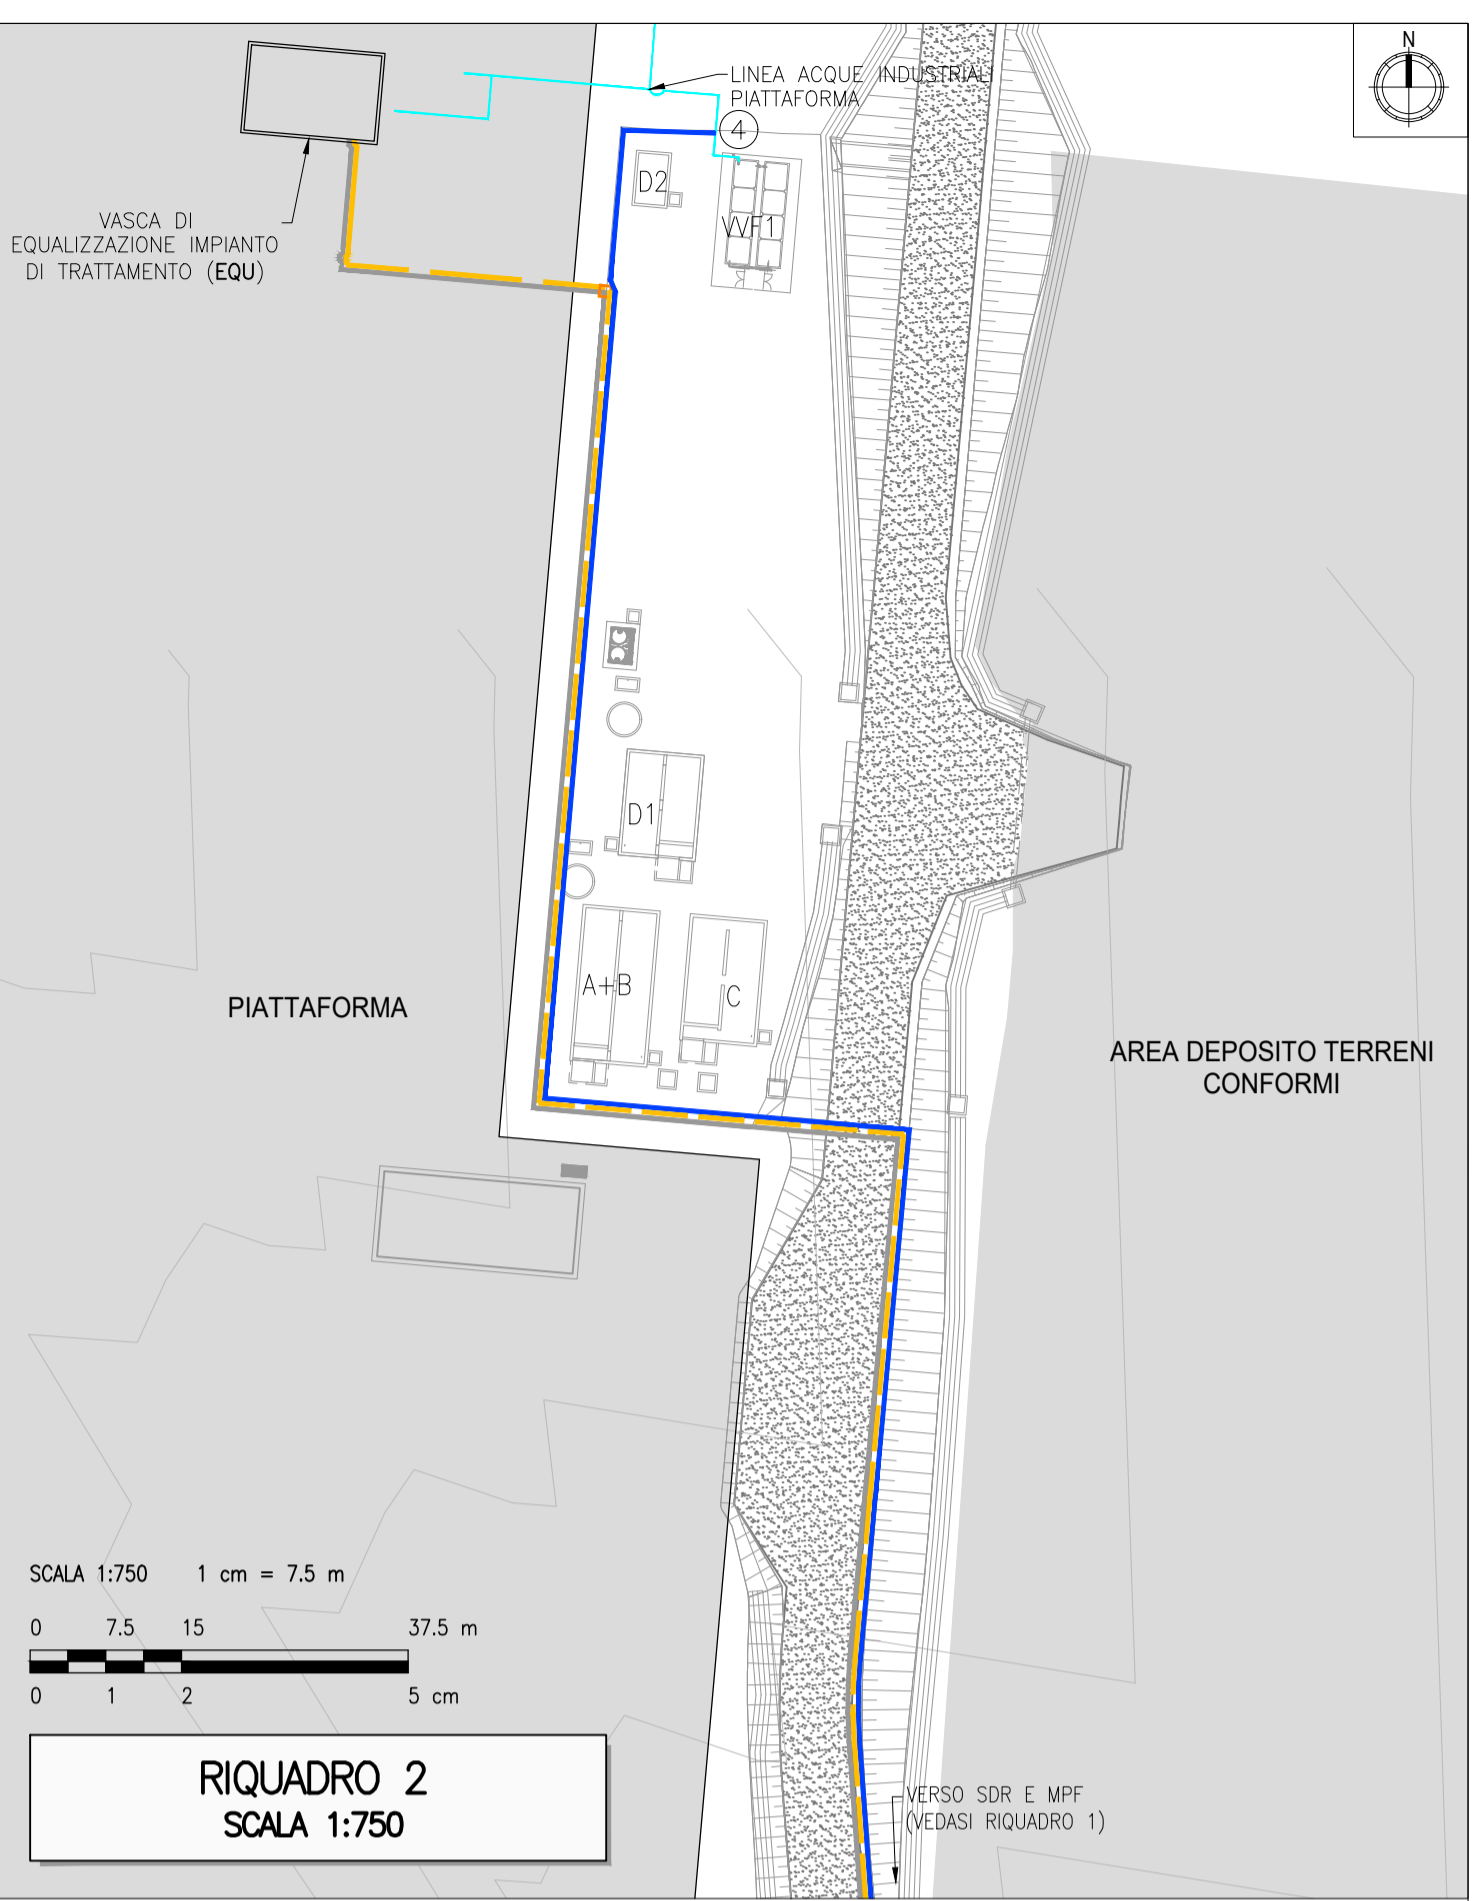 N
LINEA ACQUE INDUSTRIALI
PIATTAFORMA
4
D2
VVF1
VASCA DI
EQUALIZZAZIONE IMPIANTO
DI TRATTAMENTO (EQU)
D1
A+B
C
PIATTAFORMA
AREA DEPOSITO TERRENI
CONFORMI
SCALA 1:750 1 cm = 7.5 m
0 7.5 15 37.5 m
0 1 2 5 cm
RIQUADRO 2
SCALA 1:750
VERSO SDR E MPF
(VEDASI RIQUADRO 1)